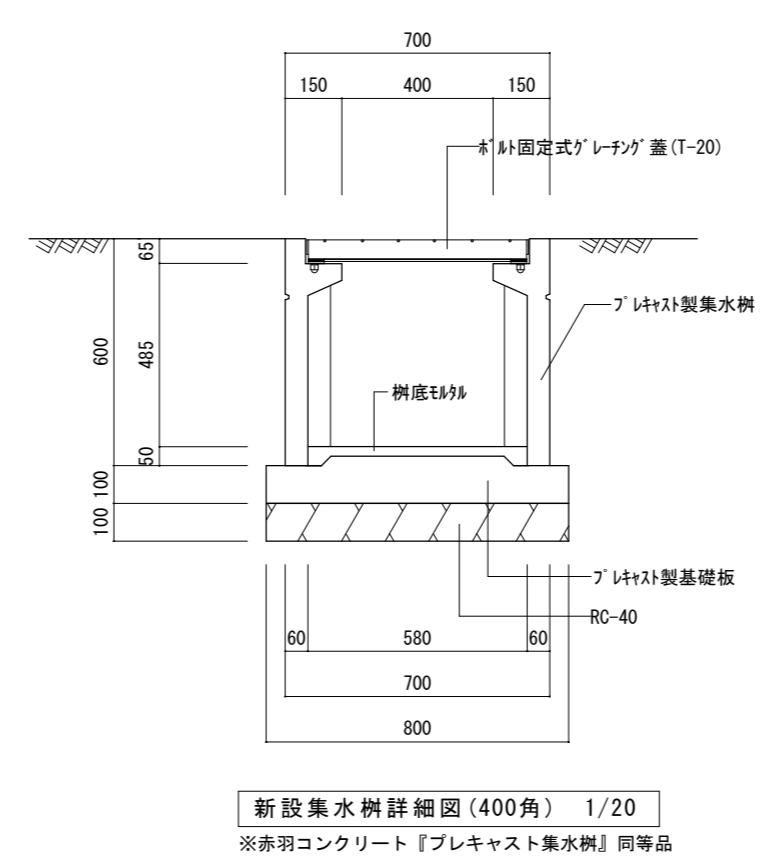 700
150 400 150
ﾎﾞﾙﾄ固定式ｸﾞﾚｰﾁﾝｸﾞ蓋(T-20)
65
ﾌﾟﾚｷｬｽﾄ製集水桝
600
485
桝底ﾓﾙﾀﾙ
50
100
100
ﾌﾟﾚｷｬｽﾄ製基礎板
RC-40
60 580 60
700
800
新設集水桝詳細図(400角) 1/20
※赤羽コンクリート『プレキャスト集水桝』同等品